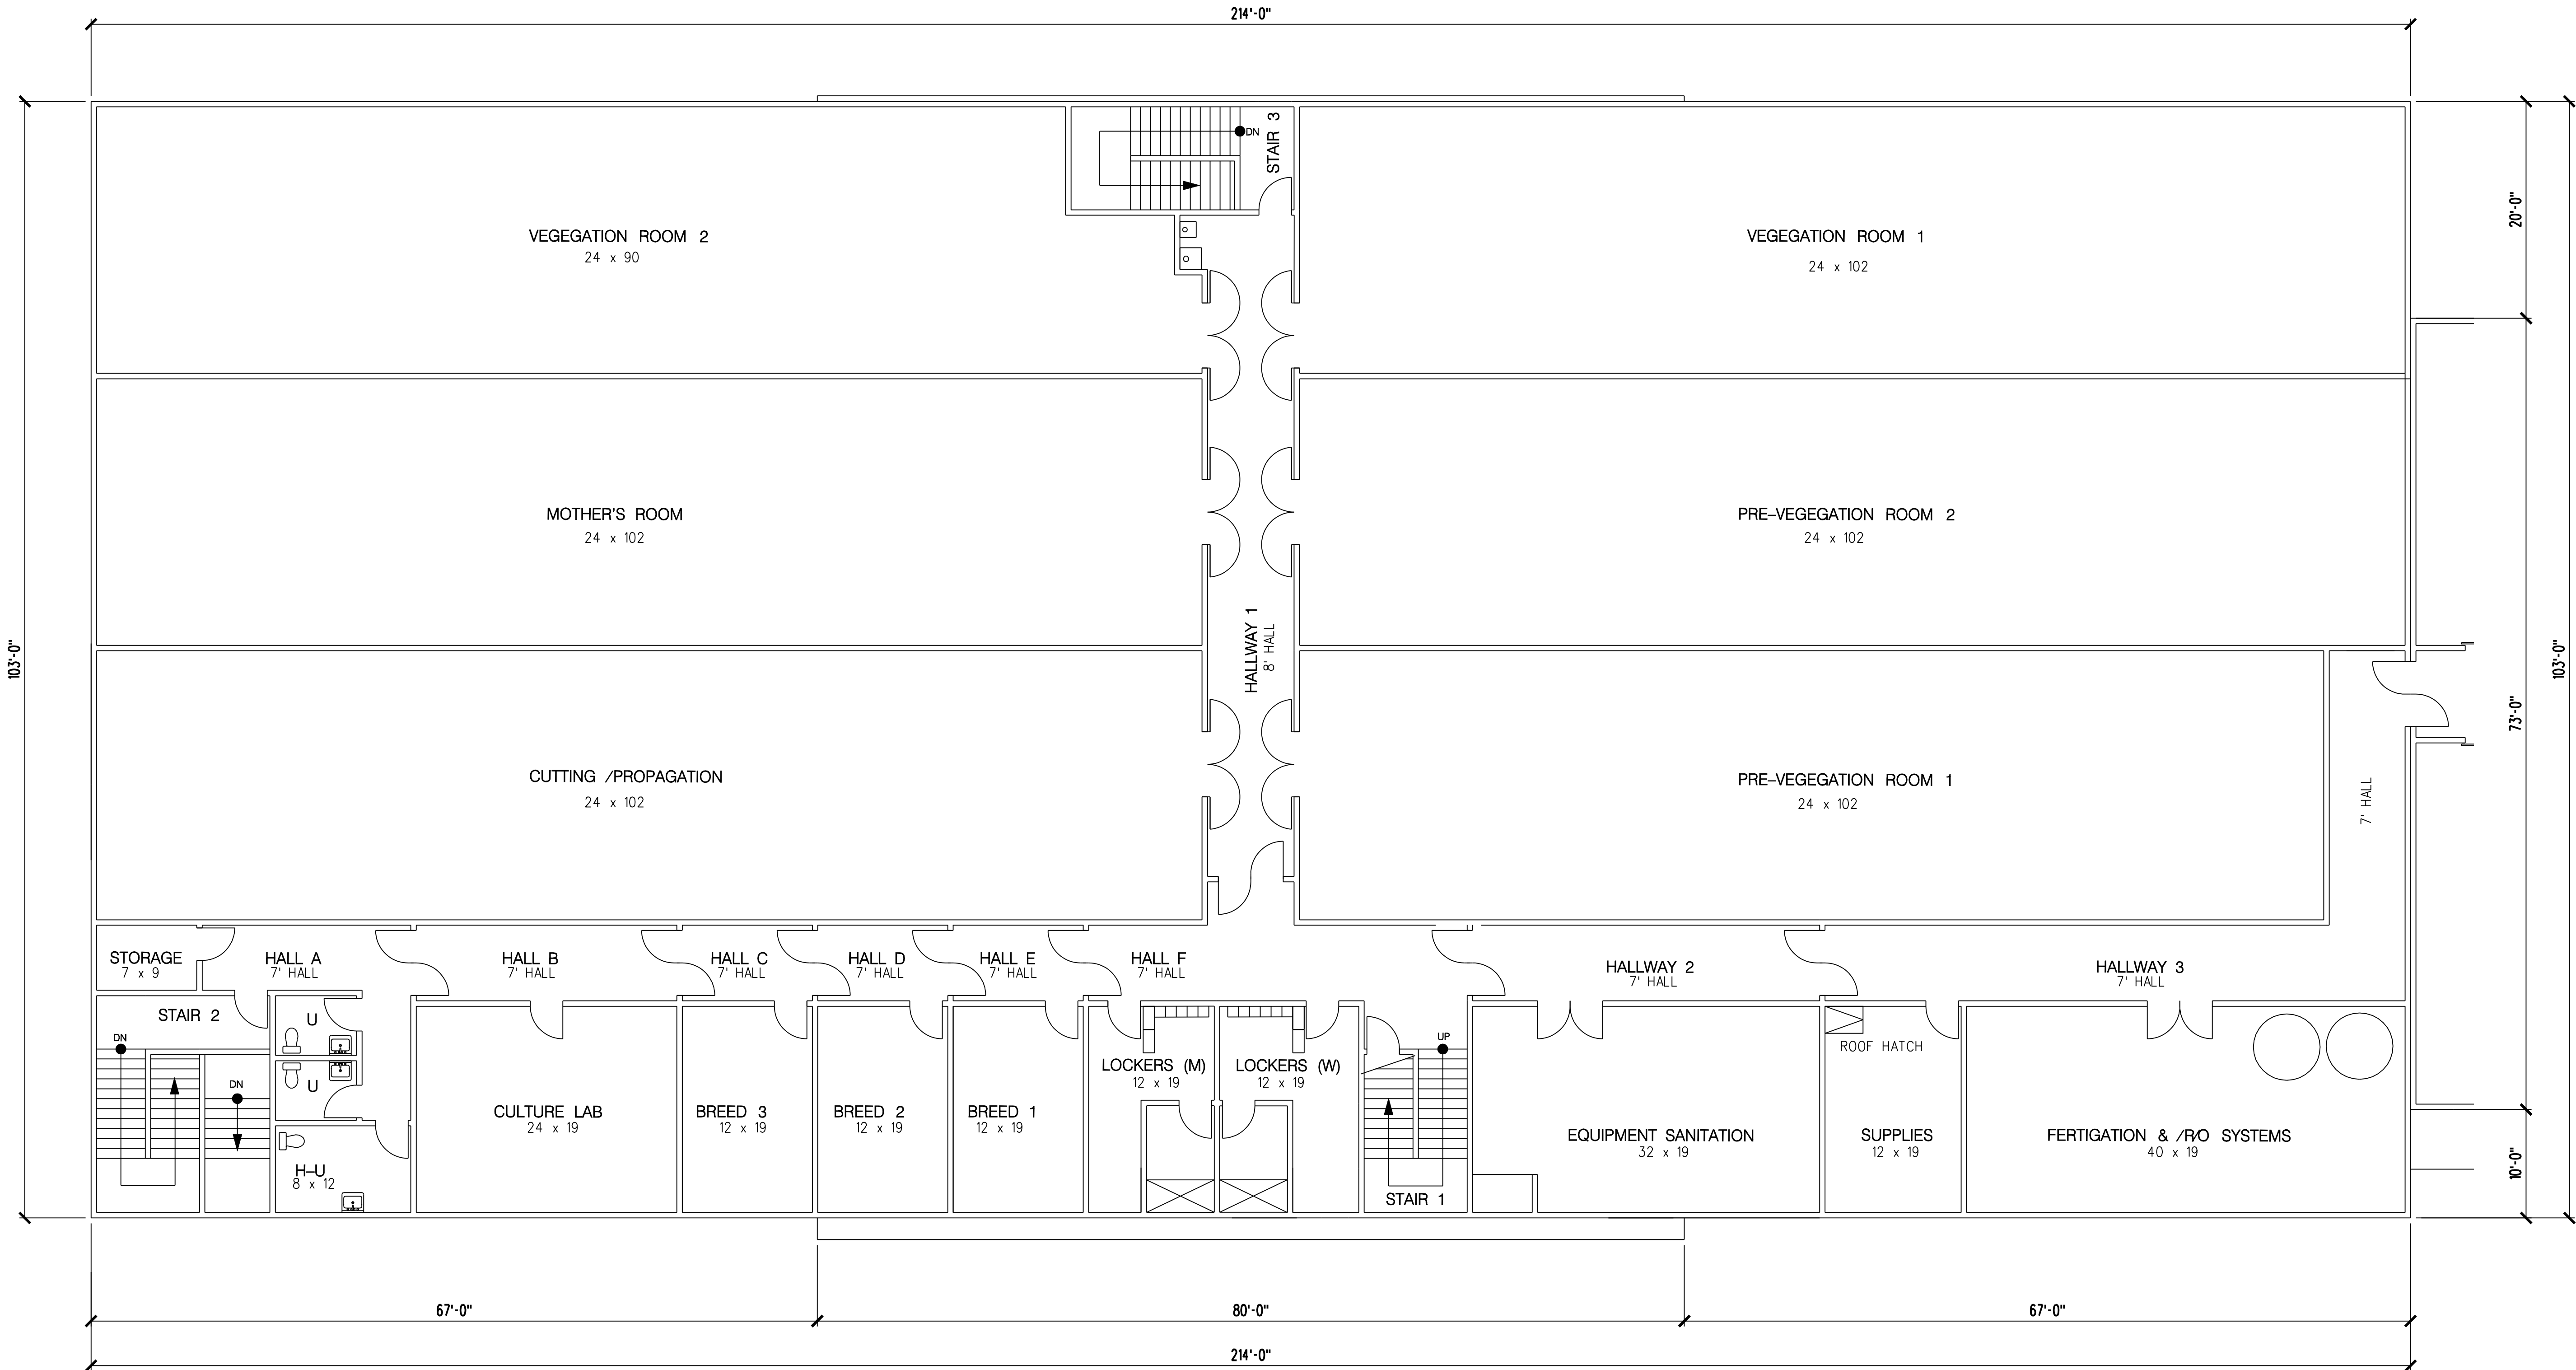 214'-0"
STAIR 3
DN
20'-0"
VEGEGATION ROOM 2
24 x 90
VEGEGATION ROOM 1
24 x 102
MOTHER'S ROOM
24 x 102
PRE-VEGEGATION ROOM 2
24 x 102
HALLWAY 1
8' HALL
103'-0"
103'-0"
73'-0"
CUTTING /PROPAGATION
24 x 102
PRE-VEGEGATION ROOM 1
24 x 102
7' HALL
STORAGE
7 x 9
HALL A
7' HALL
HALL B
7' HALL
HALL C
7' HALL
HALL D
7' HALL
HALL E
7' HALL
HALL F
7' HALL
HALLWAY 2
7' HALL
HALLWAY 3
7' HALL
STAIR 2
DN
DN
U
U
H-U
8 x 12
CULTURE LAB
24 x 19
BREED 3
12 x 19
BREED 2
12 x 19
BREED 1
12 x 19
LOCKERS (M)
12 x 19
LOCKERS (W)
12 x 19
UP
STAIR 1
EQUIPMENT SANITATION
32 x 19
ROOF HATCH
SUPPLIES
12 x 19
FERTIGATION & /R/O SYSTEMS
40 x 19
10'-0"
67'-0"
80'-0"
67'-0"
214'-0"